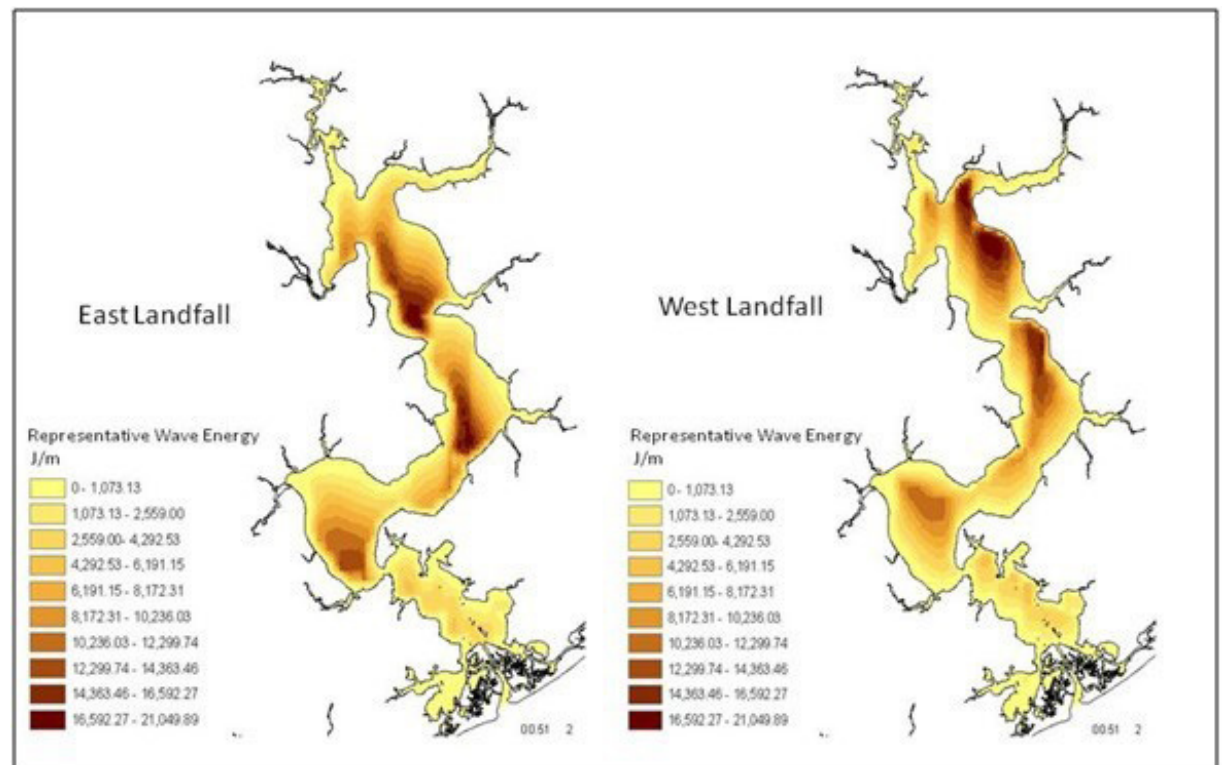 East Landfall
Representative Wave Energy
J/m
0 - 1,073.13
1,073.13 - 2,559.00
2,559.00- 4,292.53
4,292.53 - 6,191.15
6,191.15 - 8,172.31
8,172.31 - 10,236.03
10,236.03 - 12,299.74
12,299.74 - 14,363.46
14,363.46 - 16,592.27
16,592.27 - 21,049.89
00.51 2
West Landfall
Representative Wave Energy
J/m
0 - 1,073.13
1,073.13 - 2,559.00
2,559.00- 4,292.53
4,292.53 - 6,191.15
6,191.15 - 8,172.31
8,172.31 - 10,236.03
10,236.03 - 12,299.74
12,299.74 - 14,363.46
14,363.46 - 16,592.27
16,592.27 - 21,049.89
00.51 2